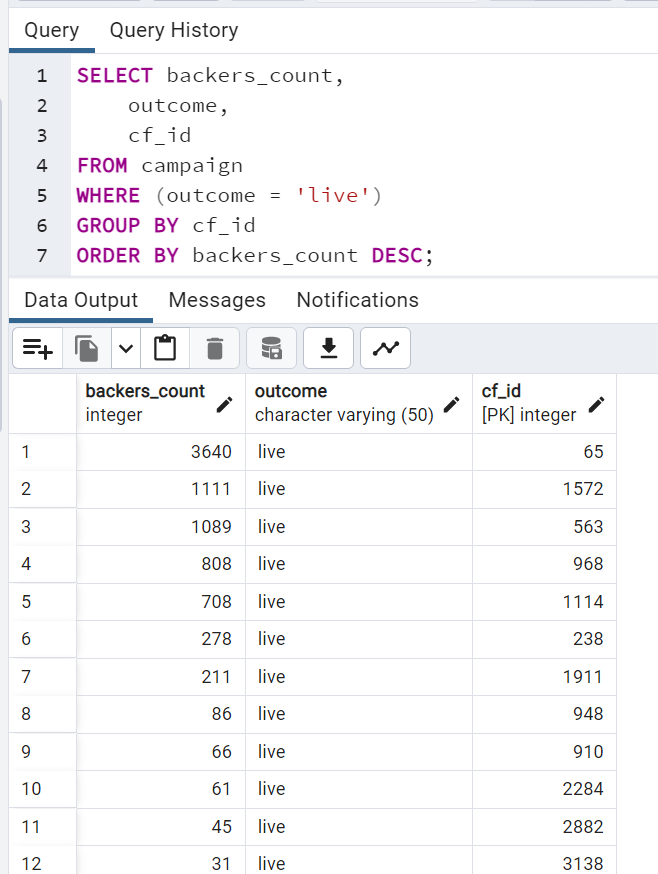 Query Query History
1 SELECT backers_count,
2 outcome,
3 cf_id
4 FROM campaign
5 WHERE (outcome = 'live')
6 GROUP BY cf_id
7 ORDER BY backers_count DESC;
Data Output Messages Notifications
backers_count outcome cf_id
integer character varying (50) [PK] integer
1 3640 live 65
2 1111 live 1572
3 1089 live 563
4 808 live 968
5 708 live 1114
6 278 live 238
7 211 live 1911
8 86 live 948
9 66 live 910
10 61 live 2284
11 45 live 2882
12 31 live 3138